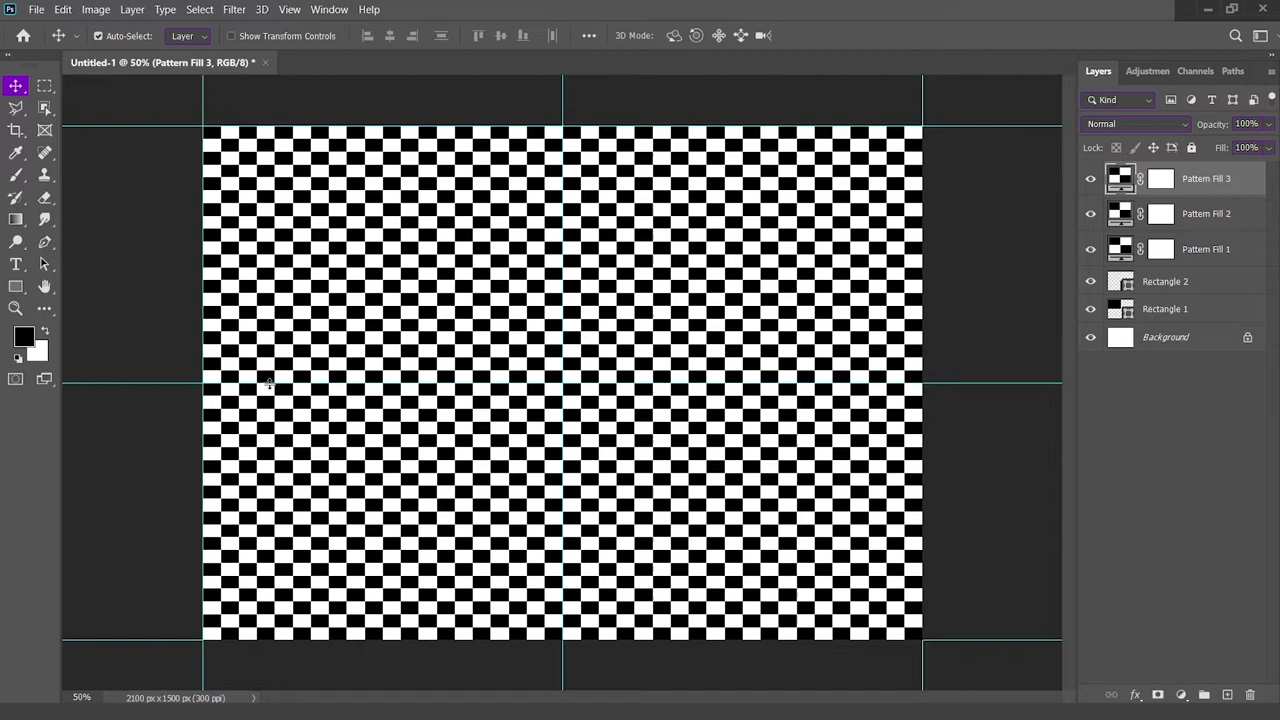 Ps File Edit Image Layer Type Select Filter 3D View Window Help
Auto-Select: Layer Show Transform Controls 3D Mode:
Untitled-1 @ 50% (Pattern Fill 3, RGB/8) *
Layers Adjustmen Channels Paths
Kind
Normal Opacity: 100%
Lock: Fill: 100%
Pattern Fill 3
Pattern Fill 2
Pattern Fill 1
Rectangle 2
Rectangle 1
Background
50% 2100 px x 1500 px (300 ppi)